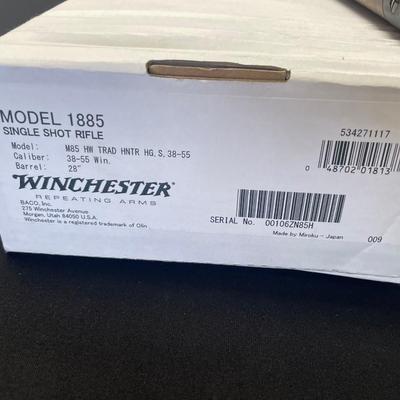 MODEL 1885
SINGLE SHOT RIFLE
534271117
Model: M85 HW TRAD HNTR HG,S,38-55
Caliber: 38-55 Win.
Barrel: 28"
0 48702 01813
WINCHESTER
REPEATING ARMS
BACO, Inc.
275 Winchester Avenue
Morgan, Utah 84050 U.S.A.
Winchester is a registered trademark of Olin
SERIAL No. 00106ZN85H
Made by Miroku - Japan
009